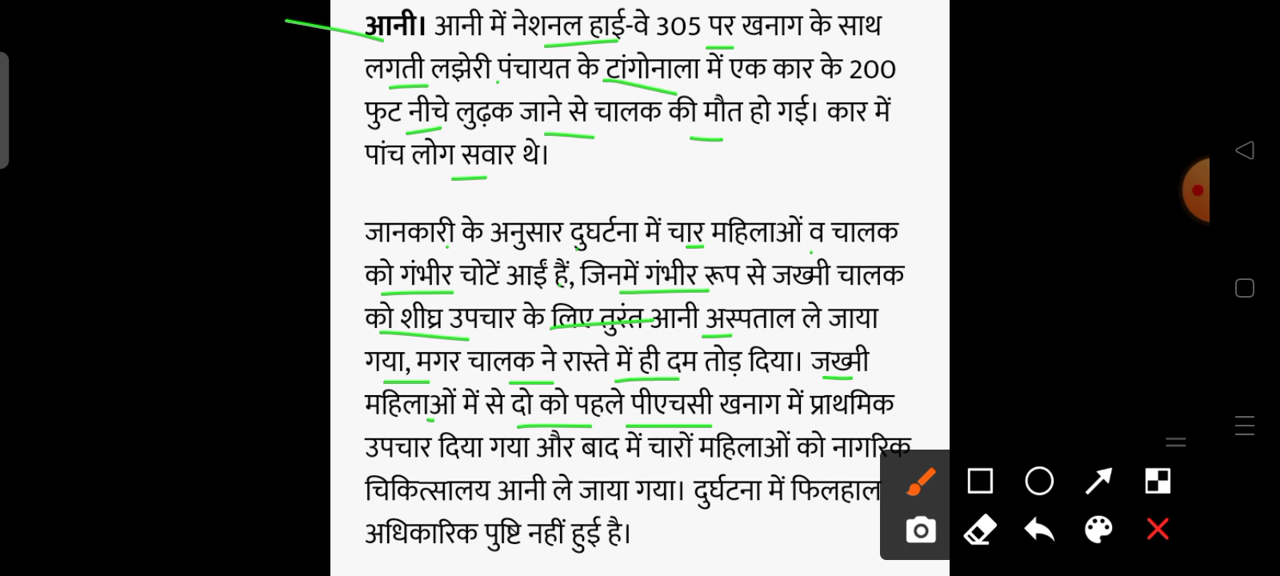 आनी। आनी में नेशनल हाई-वे 305 पर खनाग के साथ
लगती लझेरी पंचायत के टांगोनाला में एक कार के 200
फुट नीचे लुढ़क जाने से चालक की मौत हो गई। कार में
पांच लोग सवार थे।
जानकारी के अनुसार दुघर्टना में चार महिलाओं व चालक
को गंभीर चोटें आईं हैं, जिनमें गंभीर रूप से जख्मी चालक
को शीघ्र उपचार के लिए तुरंत आनी अस्पताल ले जाया
गया, मगर चालक ने रास्ते में ही दम तोड़ दिया। जख्मी
महिलाओं में से दो को पहले पीएचसी खनाग में प्राथमिक
उपचार दिया गया और बाद में चारों महिलाओं को नागरिक
चिकित्सालय आनी ले जाया गया। दुर्घटना में फिलहाल
अधिकारिक पुष्टि नहीं हुई है।